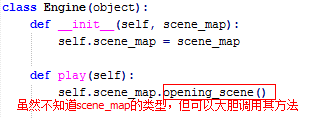 class Engine(object):
    def __init__(self, scene_map):
        self.scene_map = scene_map

    def play(self):
        self.scene_map.opening_scene()
虽然不知道scene_map的类型，但可以大胆调用其方法